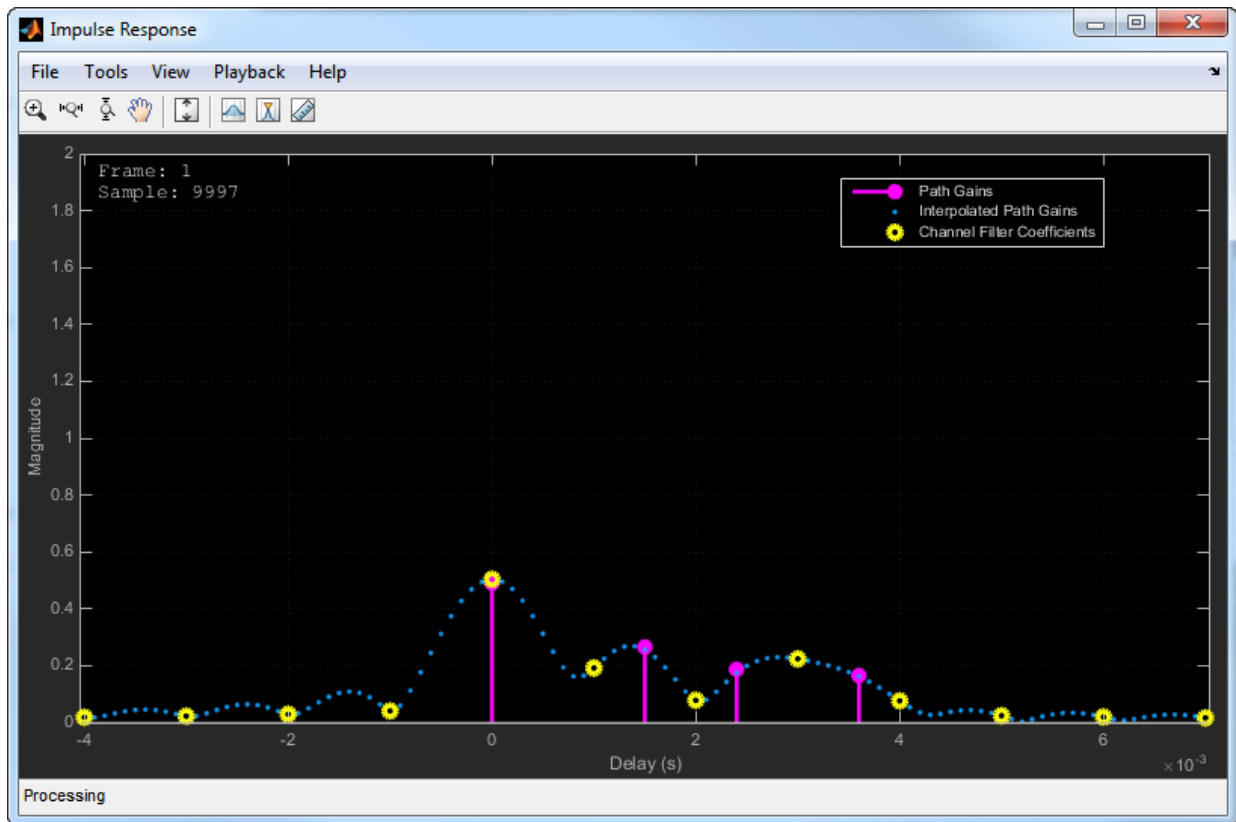 Impulse Response
File Tools View Playback Help
Frame: 1
Sample: 9997
Path Gains
Interpolated Path Gains
Channel Filter Coefficients
2
1.8
1.6
1.4
1.2
1
0.8
0.6
0.4
0.2
0
Magnitude
-4 -2 0 2 4 6
Delay (s)
×10⁻³
Processing